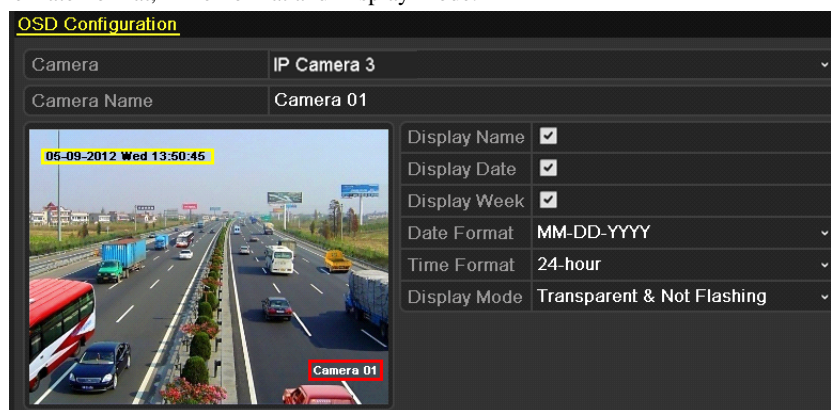 OSD Configuration
Camera IP Camera 3
Camera Name Camera 01
05-09-2012 Wed 13:50:45
Display Name
Display Date
Display Week
Date Format MM-DD-YYYY
Time Format 24-hour
Display Mode Transparent & Not Flashing
Camera 01